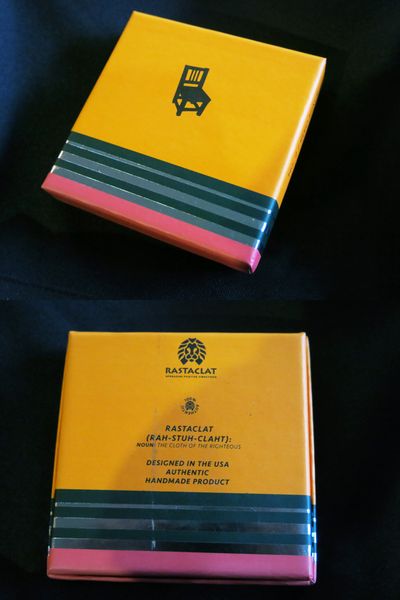 RASTACLAT
SPREADING POSITIVE VIBRATIONS
RASTACLAT
(RAH-STUH-CLAHT):
NOUN: THE CLOTH OF THE RIGHTEOUS
DESIGNED IN THE USA
AUTHENTIC
HANDMADE PRODUCT